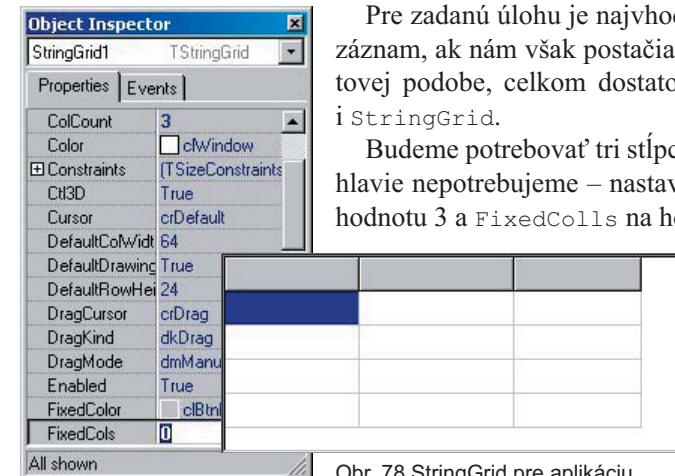 Object Inspector
StringGrid1 TStringGrid
Properties Events
ColCount 3
Color clWindow
Constraints (TSizeConstraints
Ctl3D True
Cursor crDefault
DefaultColWidt 64
DefaultDrawing True
DefaultRowHei 24
DragCursor crDrag
DragKind dkDrag
DragMode dmManu
Enabled True
FixedColor clBtn
FixedCols 0
All shown
Pre zadanú úlohu je najvhod
záznam, ak nám však postačia
tovej podobe, celkom dostato
i StringGrid.
Budeme potrebovať tri stĺpc
hlavie nepotrebujeme – nastav
hodnotu 3 a FixedColls na ho
Obr. 78 StringGrid pre aplikáciu